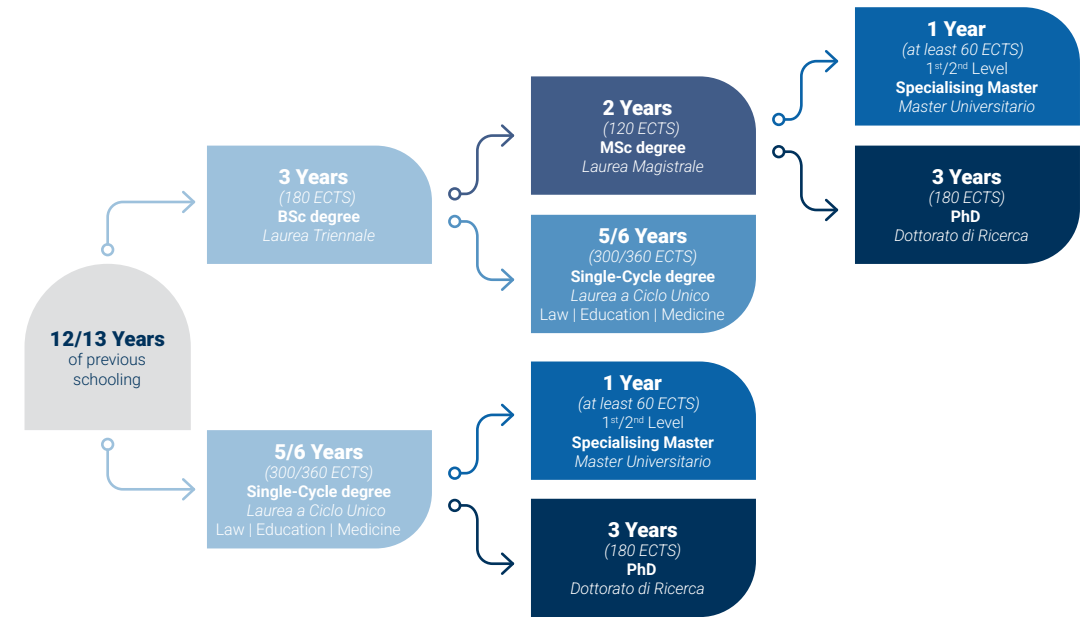 12/13 Years
of previous
schooling
3 Years
(180 ECTS)
BSc degree
Laurea Triennale
2 Years
(120 ECTS)
MSc degree
Laurea Magistrale
1 Year
(at least 60 ECTS)
1st/2nd Level
Specialising Master
Master Universitario
3 Years
(180 ECTS)
PhD
Dottorato di Ricerca
5/6 Years
(300/360 ECTS)
Single-Cycle degree
Laurea a Ciclo Unico
Law | Education | Medicine
5/6 Years
(300/360 ECTS)
Single-Cycle degree
Laurea a Ciclo Unico
Law | Education | Medicine
1 Year
(at least 60 ECTS)
1st/2nd Level
Specialising Master
Master Universitario
3 Years
(180 ECTS)
PhD
Dottorato di Ricerca